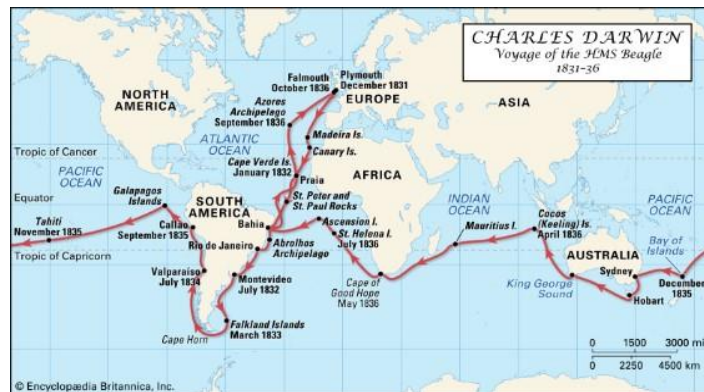 CHARLES DARWIN
Voyage of the HMS Beagle
1831–36
NORTH
AMERICA
Falmouth
October 1836
Plymouth
December 1831
EUROPE
ASIA
Azores
Archipelago
September 1836
ATLANTIC
OCEAN
Madeira Is.
Canary Is.
Tropic of Cancer
Cape Verde Is.
January 1832
Praia
AFRICA
PACIFIC
OCEAN
St. Peter and
St. Paul Rocks
Equator
Galapagos
Islands
SOUTH
AMERICA
INDIAN
OCEAN
PACIFIC
OCEAN
Tahiti
November 1835
Callao
September 1835
Bahia
Ascension I.
St. Helena I.
July 1836
Mauritius I.
Cocos
(Keeling) Is.
April 1836
Rio de Janeiro
Abrolhos
Archipelago
AUSTRALIA
Bay of
Islands
Tropic of Capricorn
Valparaiso
July 1834
Montevideo
July 1832
Cape of
Good Hope
May 1836
King George
Sound
Sydney
December
1835
Hobart
Cape Horn
Falkland Islands
March 1833
0 1500 3000 mi
0 2250 4500 km
© Encyclopædia Britannica, Inc.